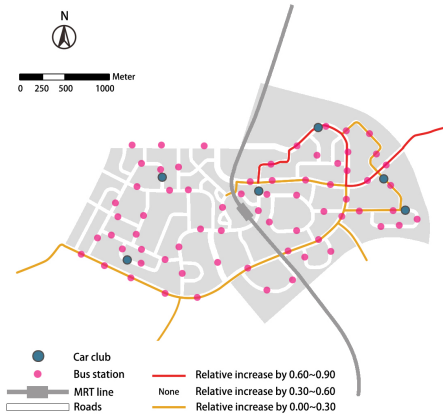 N
Meter
0 250 500 1000
Car club
Bus station Relative increase by 0.60~0.90
MRT line None Relative increase by 0.30~0.60
Roads Relative increase by 0.00~0.30